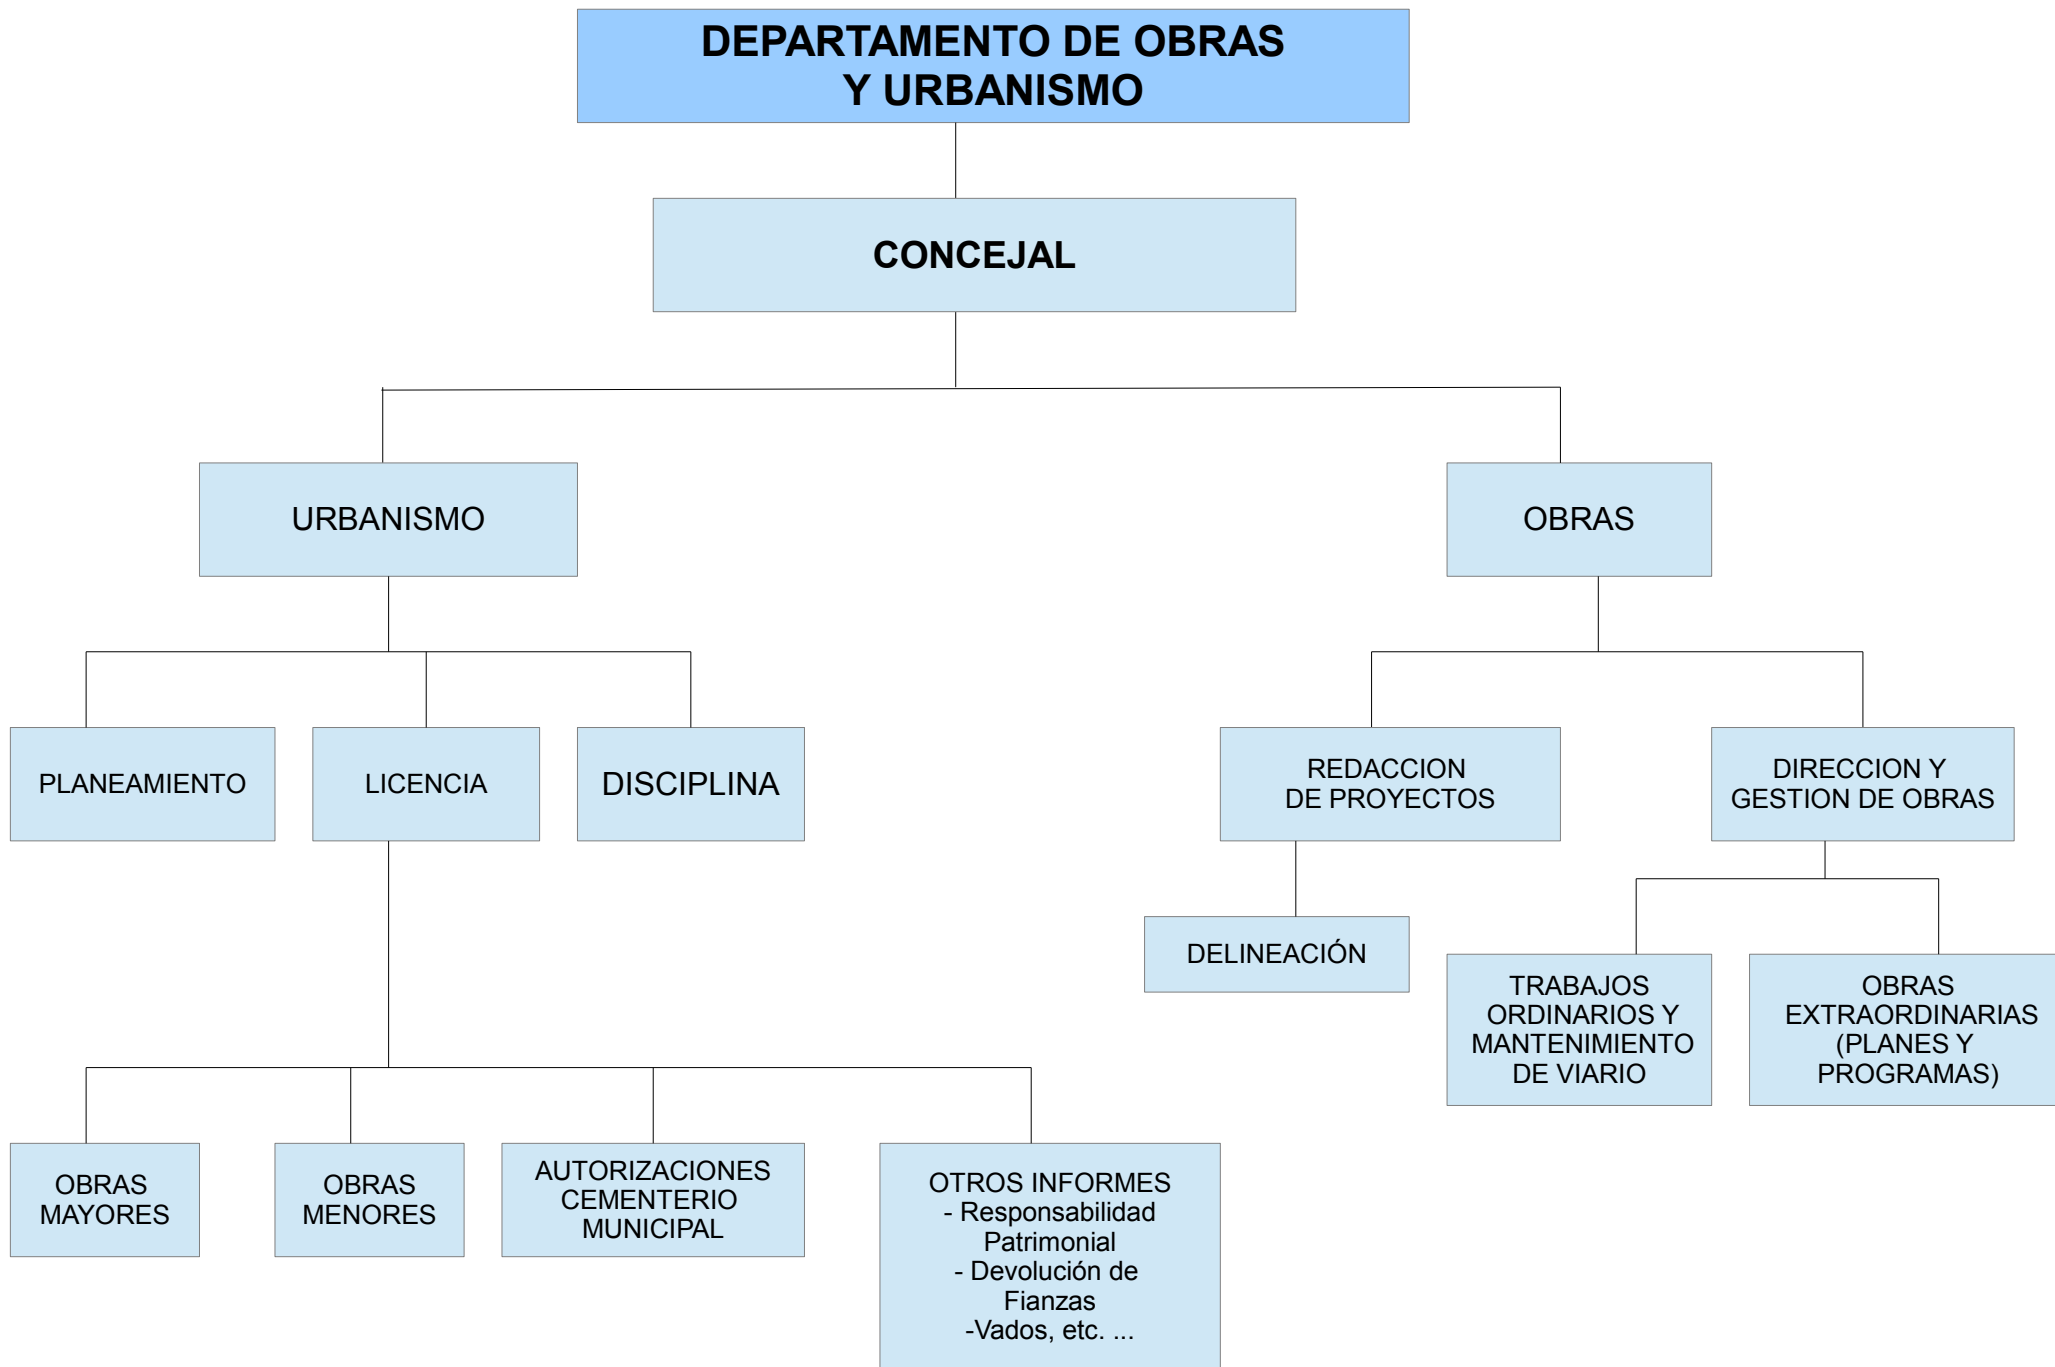 DEPARTAMENTO DE OBRAS
Y URBANISMO
CONCEJAL
URBANISMO
OBRAS
PLANEAMIENTO
LICENCIA
DISCIPLINA
REDACCION
DE PROYECTOS
DIRECCION Y
GESTION DE OBRAS
DELINEACIÓN
TRABAJOS
ORDINARIOS Y
MANTENIMIENTO
DE VIARIO
OBRAS
EXTRAORDINARIAS
(PLANES Y
PROGRAMAS)
OBRAS
MAYORES
OBRAS
MENORES
AUTORIZACIONES
CEMENTERIO
MUNICIPAL
OTROS INFORMES
- Responsabilidad
Patrimonial
- Devolución de
Fianzas
-Vados, etc. ...